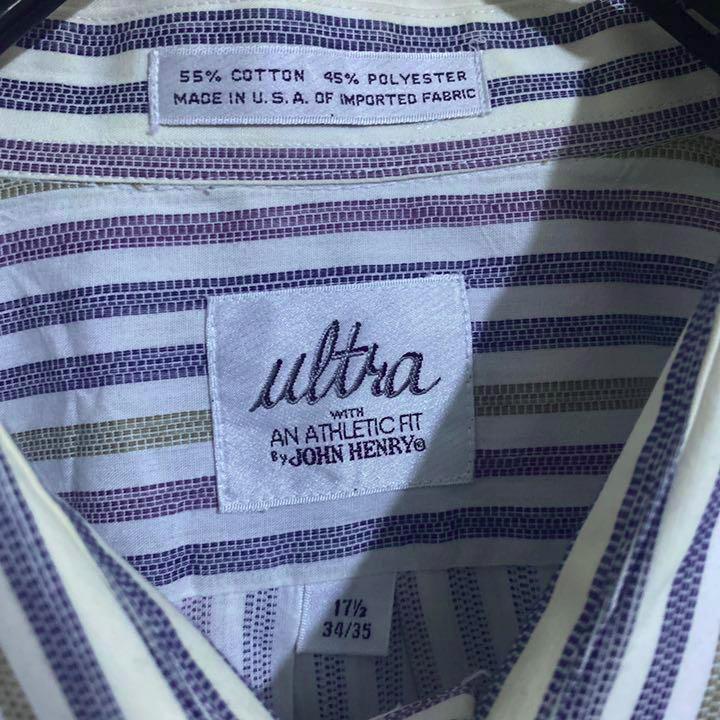 55% COTTON 45% POLYESTER
MADE IN U.S.A. OF IMPORTED FABRIC
ultra
WITH
AN ATHLETIC FIT
By JOHN HENRY®
17½
34/35